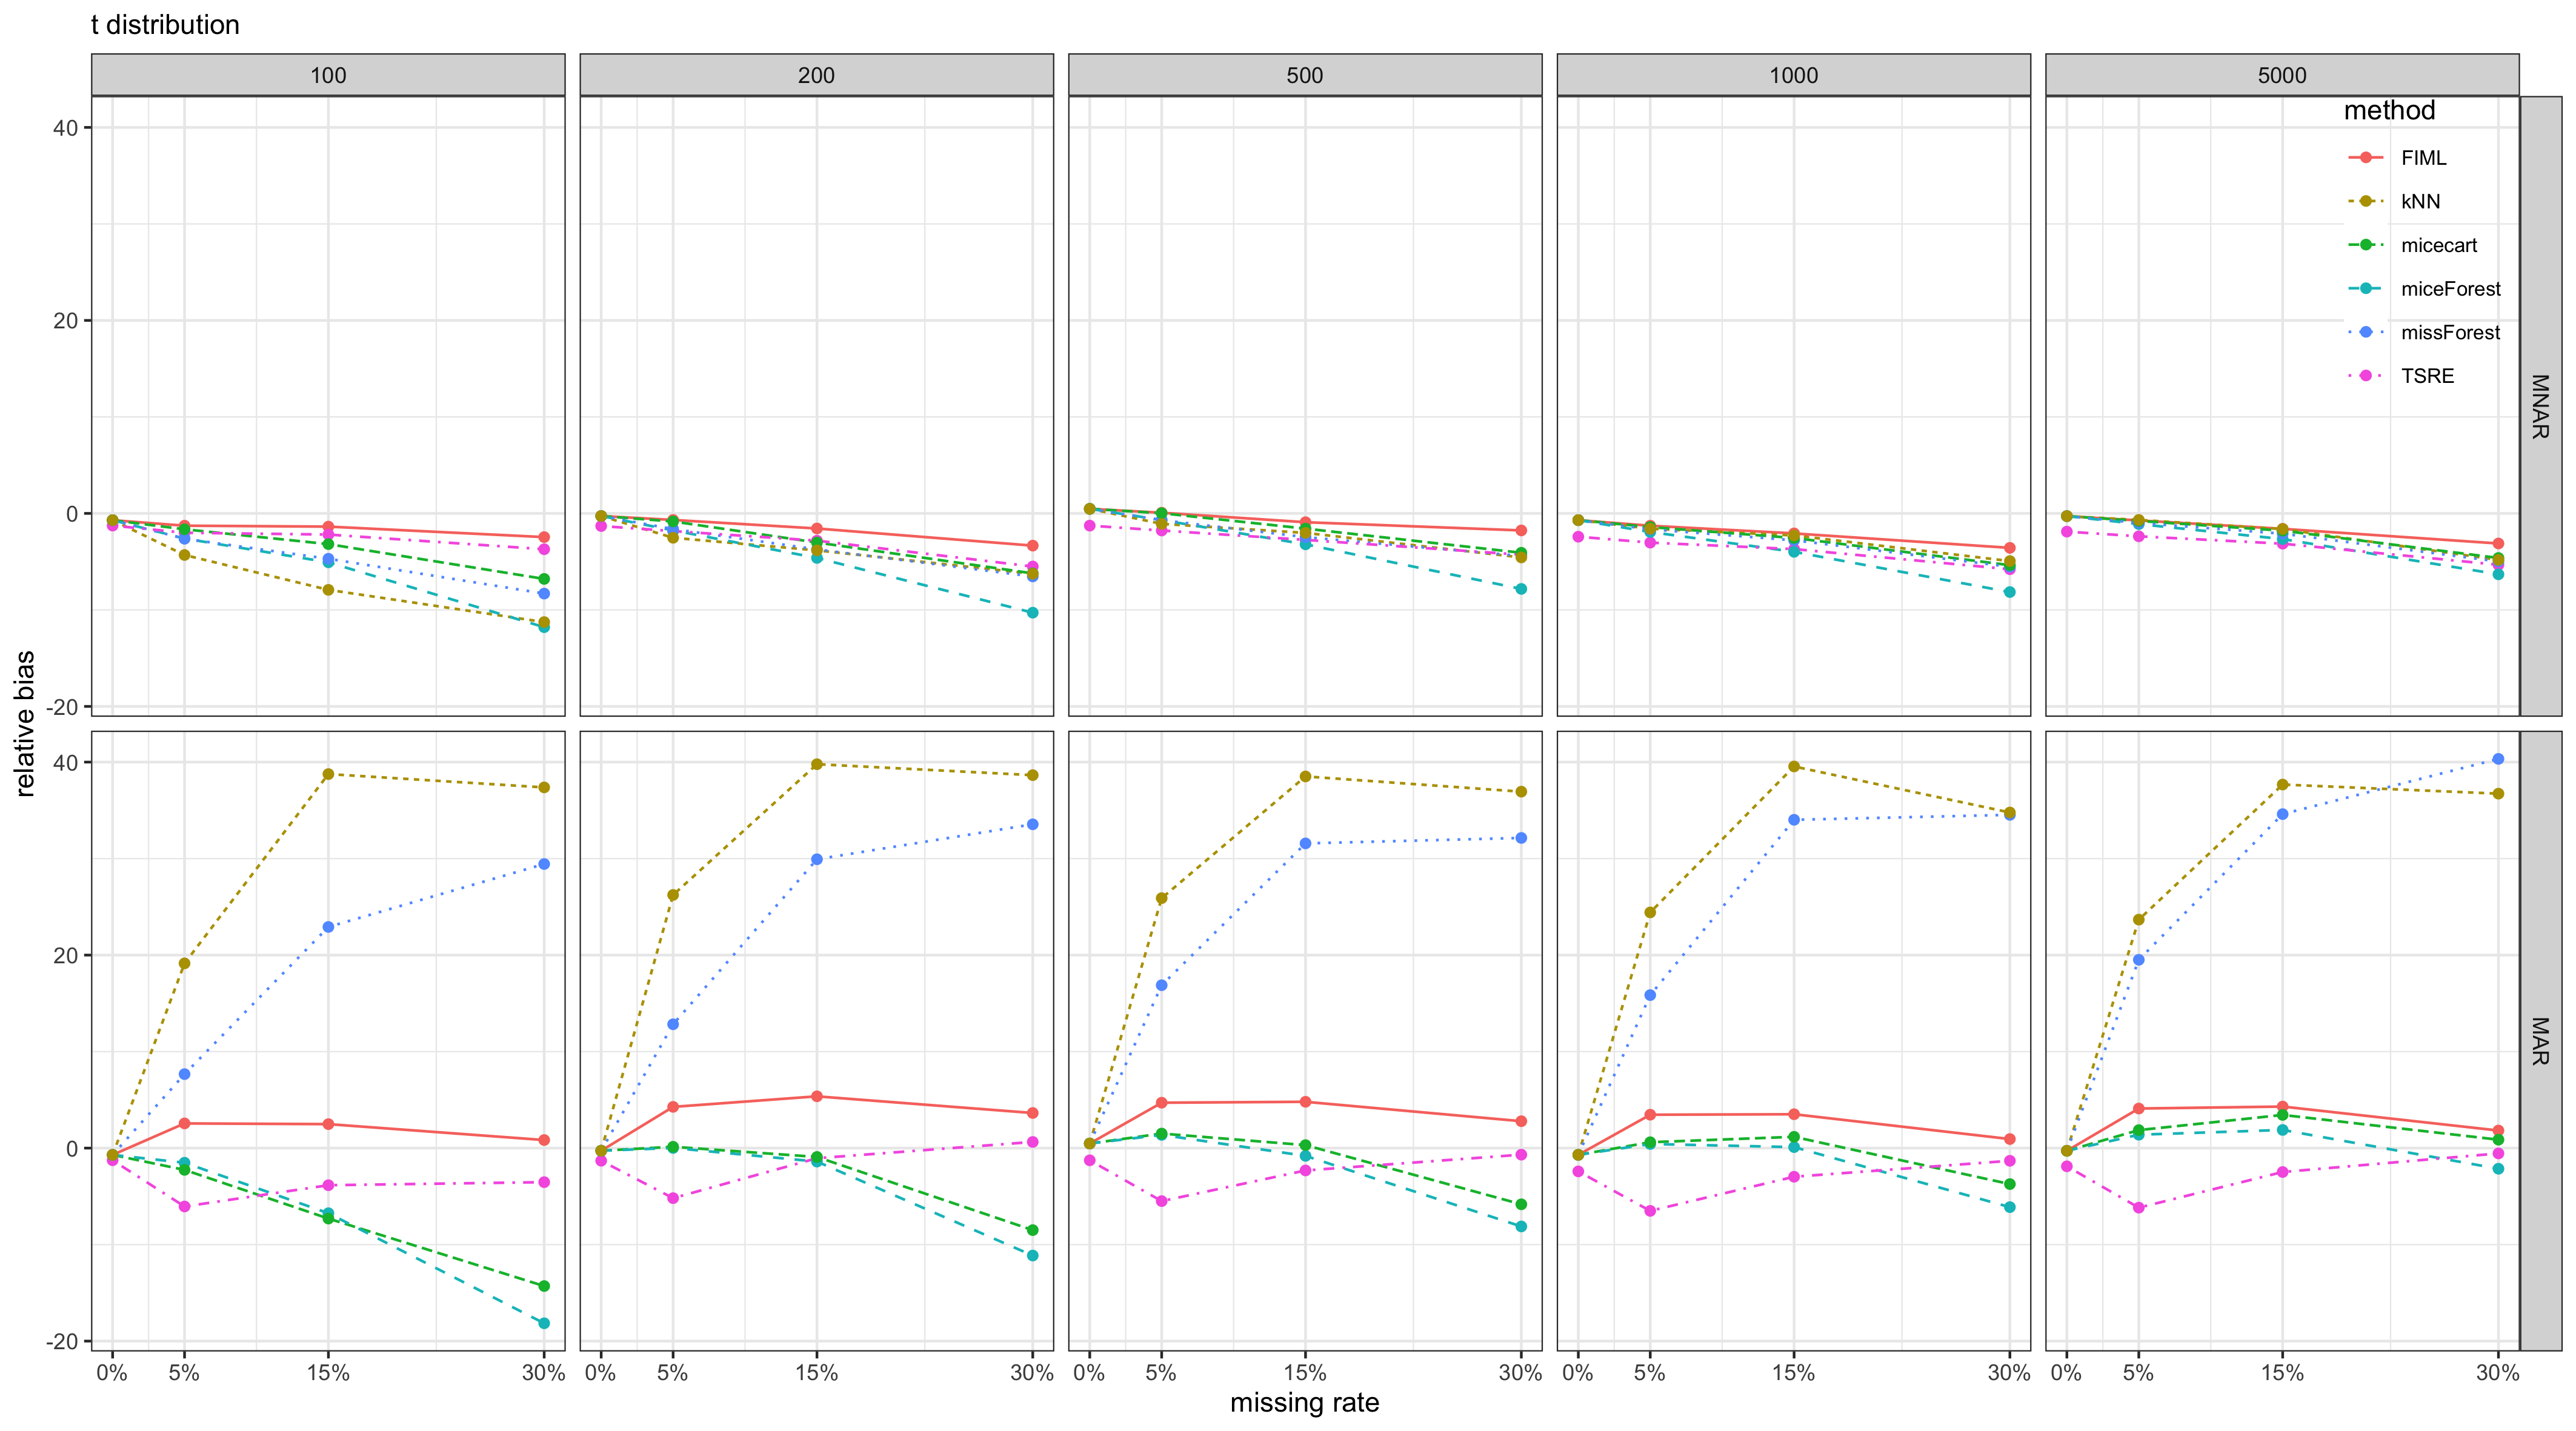 t distribution
100 200 500 1000 5000
method
FIML
kNN
micecart
miceForest
missForest
TSRE
40
20
0
-20
MNAR
relative bias
40
20
0
-20
MAR
0% 5% 15% 30% 0% 5% 15% 30% 0% 5% 15% 30% 0% 5% 15% 30% 0% 5% 15% 30%
missing rate